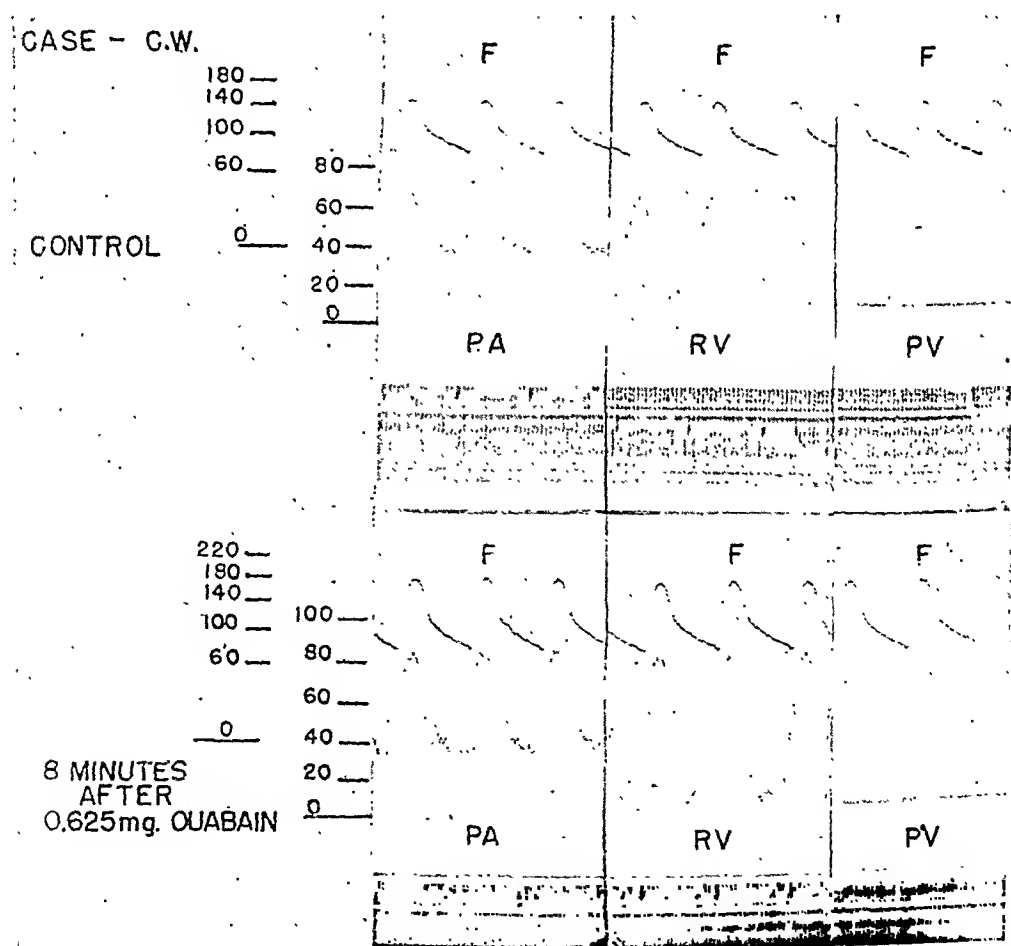 CASE - C.W.
F F F
180
140
100
60
80
60
CONTROL 0 40
20
0
PA RV PV
F F F
220
180
140
100 100
60 80
60
0 40
8 MINUTES 20
AFTER
0.625mg. OUABAIN 0
PA RV PV